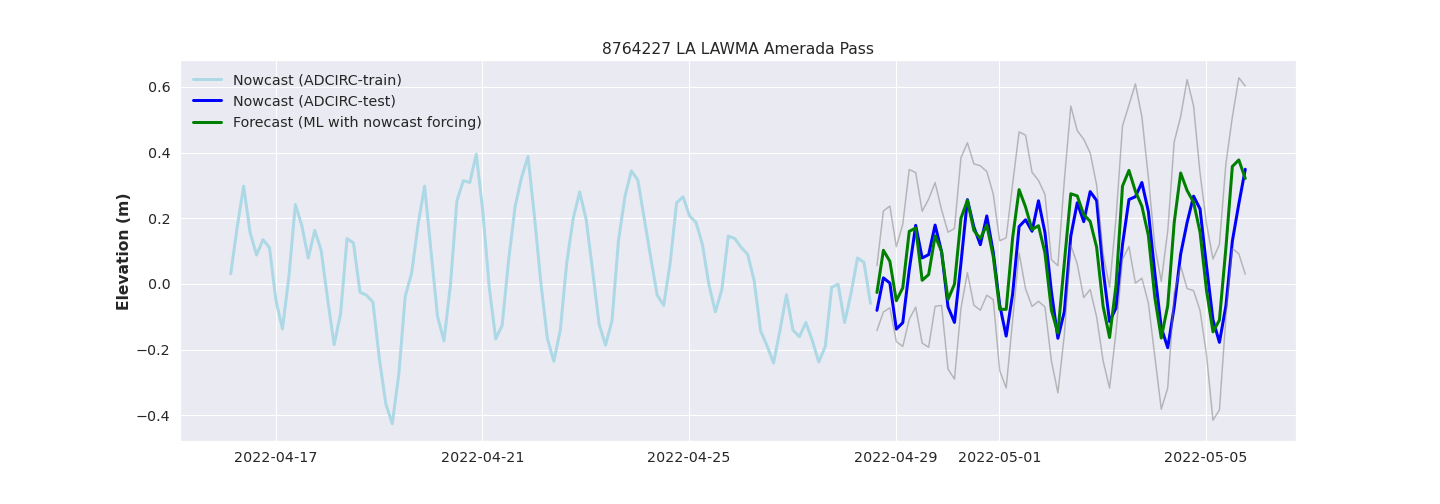 8764227 LA LAWMA Amerada Pass
Nowcast (ADCIRC-train)
Nowcast (ADCIRC-test)
Forecast (ML with nowcast forcing)
Elevation (m)
0.6
0.4
0.2
0.0
−0.2
−0.4
2022-04-17 2022-04-21 2022-04-25 2022-04-29 2022-05-01 2022-05-05